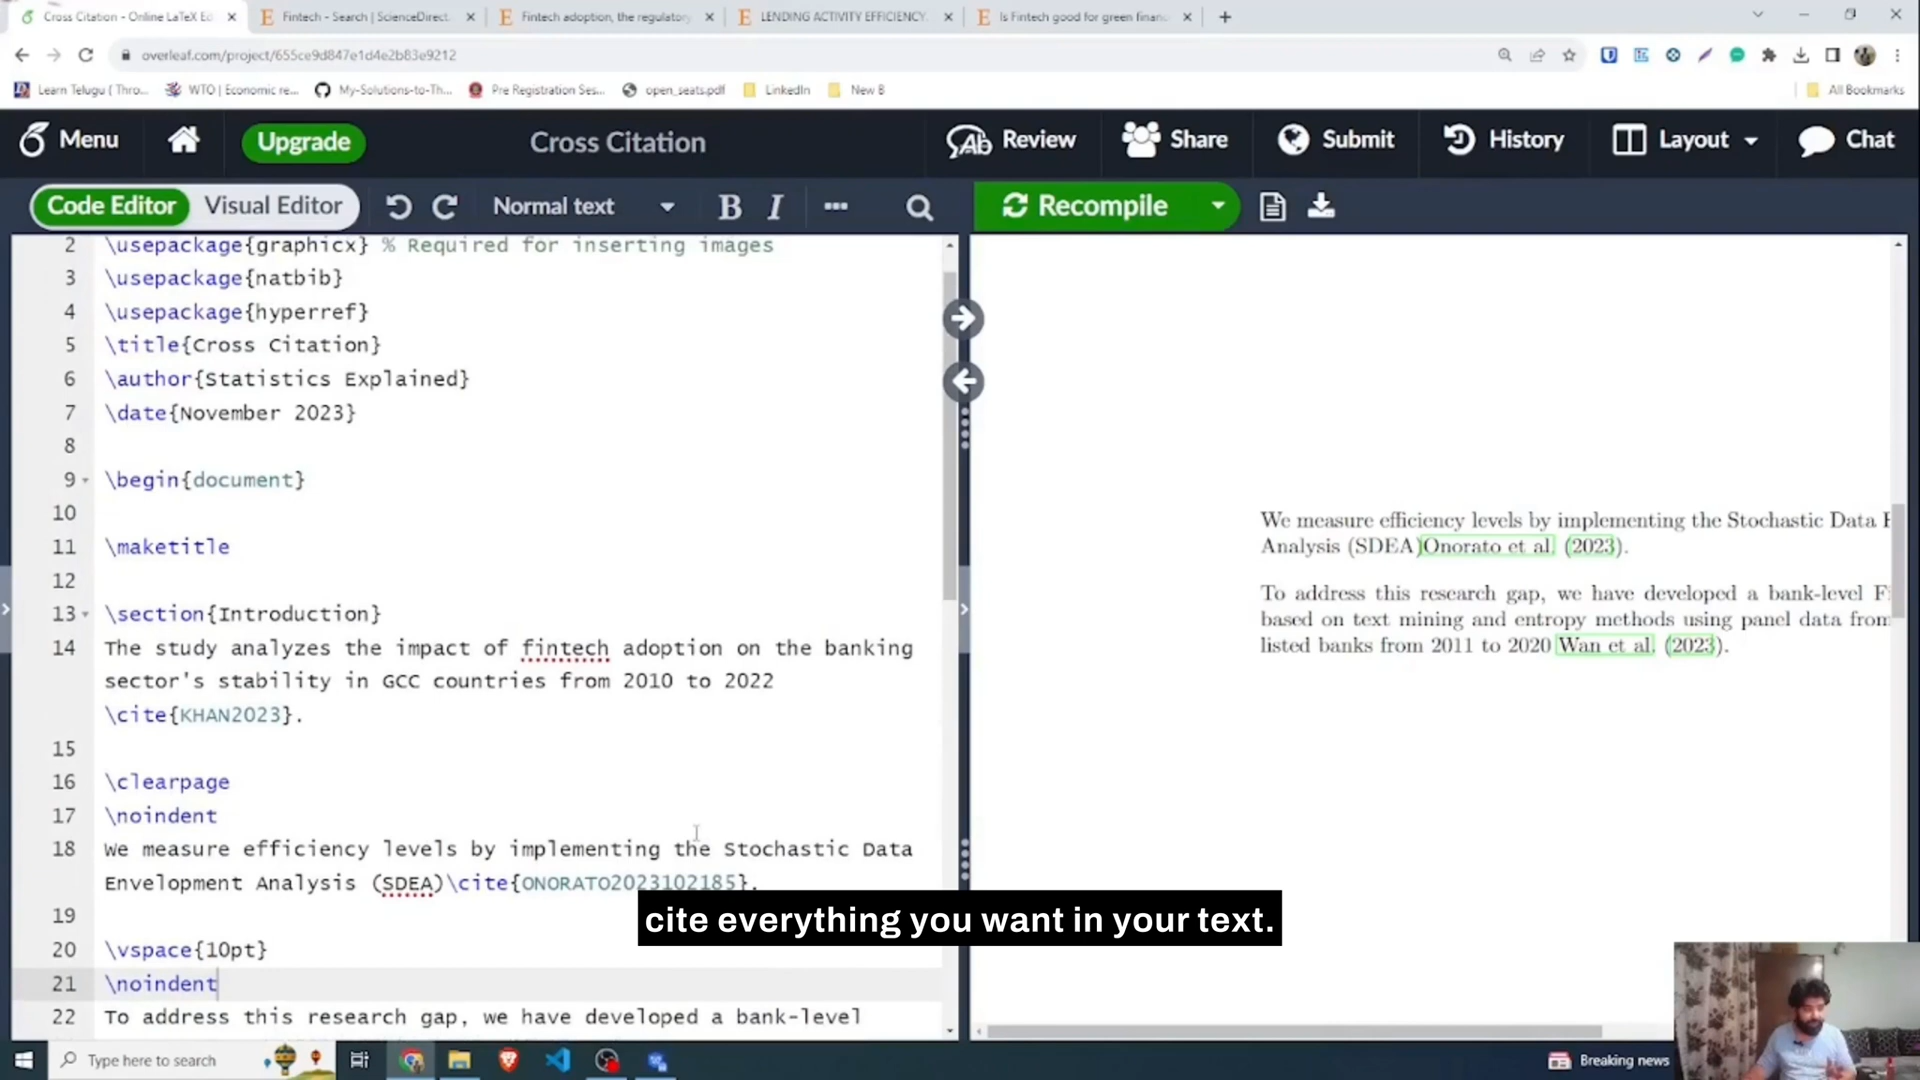 Cross Citation - Online LaTeX Ed
Fintech - Search | ScienceDirect.
Fintech adoption, the regulatory
LENDING ACTIVITY EFFICIENCY.
Is Fintech good for green financ
overleaf.com/project/655ce9d847e1d4e2b83e9212
Learn Telugu ( Thro...
WTO | Economic re...
My-Solutions-to-Th...
Pre Registration Ses...
open_seats.pdf
LinkedIn
New B
All Bookmarks
Menu
Upgrade
Cross Citation
Review
Share
Submit
History
Layout
Chat
Code Editor
Visual Editor
Normal text
B
I
Recompile
2 \usepackage{graphicx} % Required for inserting images
3 \usepackage{natbib}
4 \usepackage{hyperref}
5 \title{Cross Citation}
6 \author{Statistics Explained}
7 \date{November 2023}
8
9 \begin{document}
10
11 \maketitle
12
13 \section{Introduction}
14 The study analyzes the impact of fintech adoption on the banking
sector's stability in GCC countries from 2010 to 2022
\cite{KHAN2023}.
15
16 \clearpage
17 \noindent
18 We measure efficiency levels by implementing the Stochastic Data
Envelopment Analysis (SDEA)\cite{ONORATO2023102185}.
19
20 \vspace{10pt}
21 \noindent
22 To address this research gap, we have developed a bank-level
We measure efficiency levels by implementing the Stochastic Data E
Analysis (SDEA)Onorato et al. (2023).
To address this research gap, we have developed a bank-level Fi
based on text mining and entropy methods using panel data from
listed banks from 2011 to 2020 Wan et al. (2023).
cite everything you want in your text.
Type here to search
Breaking news